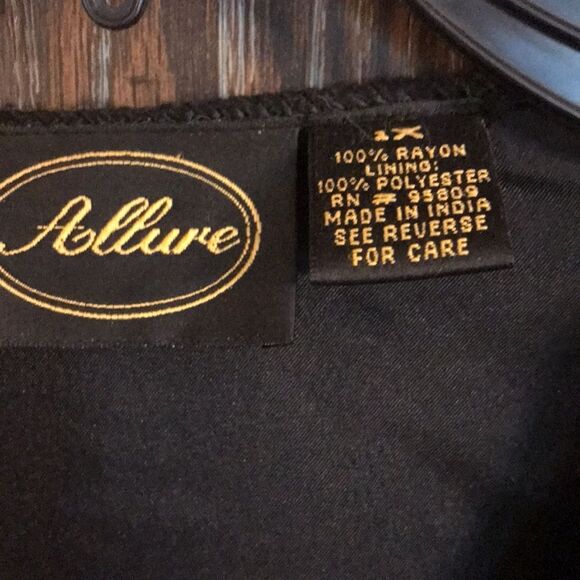 Allure
1X
100% RAYON
LINING:
100% POLYESTER
RN # 95809
MADE IN INDIA
SEE REVERSE
FOR CARE